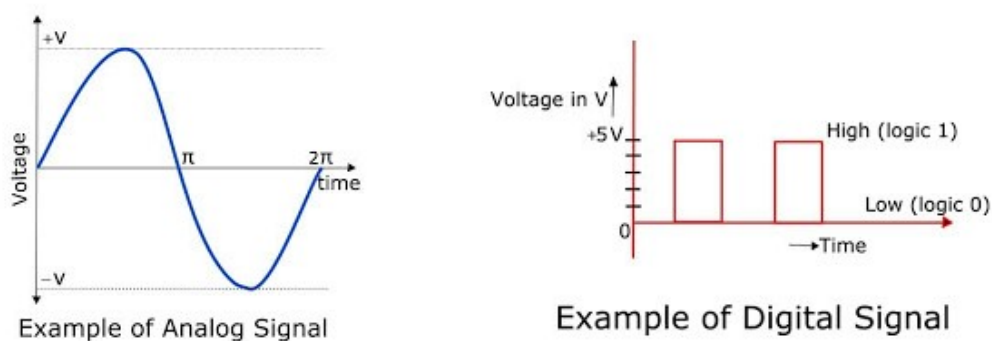 +V
Voltage
π
2π
time
−V
Example of Analog Signal
Voltage in V
+5V
High (logic 1)
Low (logic 0)
0
Time
Example of Digital Signal